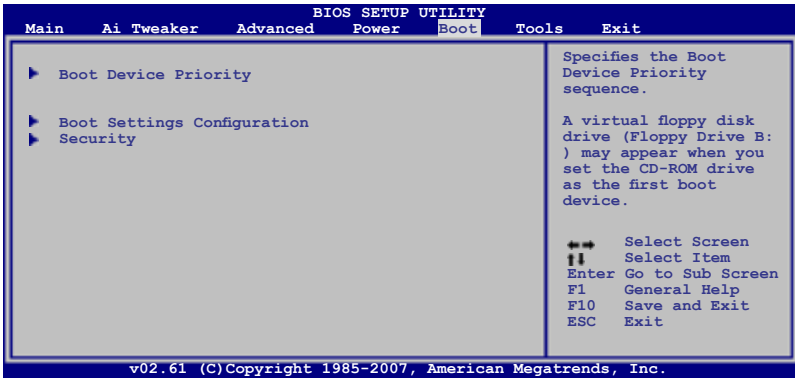 BIOS SETUP UTILITY
Main Ai Tweaker Advanced Power Boot Tools Exit
Boot Device Priority
Boot Settings Configuration
Security
Specifies the Boot
Device Priority
sequence.
A virtual floppy disk
drive (Floppy Drive B:
) may appear when you
set the CD-ROM drive
as the first boot
device.
Select Screen
Select Item
Enter Go to Sub Screen
F1 General Help
F10 Save and Exit
ESC Exit
v02.61 (C)Copyright 1985-2007, American Megatrends, Inc.